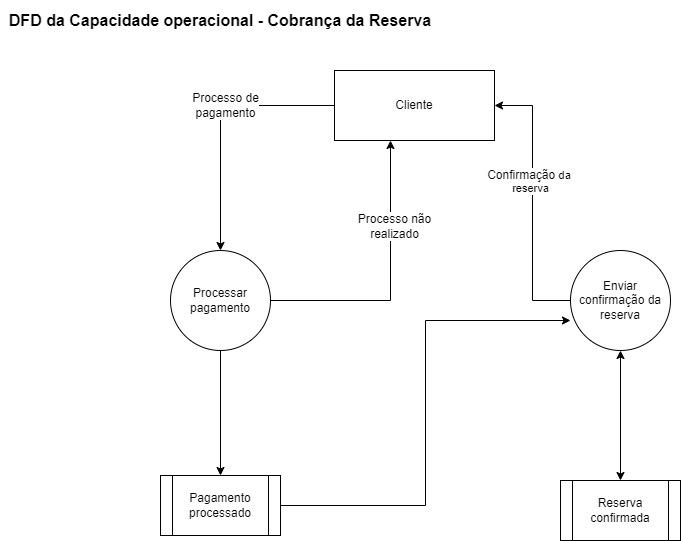 DFD da Capacidade operacional - Cobrança da Reserva
Cliente
Processo de
pagamento
Confirmação da
reserva
Processo não
realizado
Processar
pagamento
Enviar
confirmação da
reserva
Pagamento
processado
Reserva
confirmada